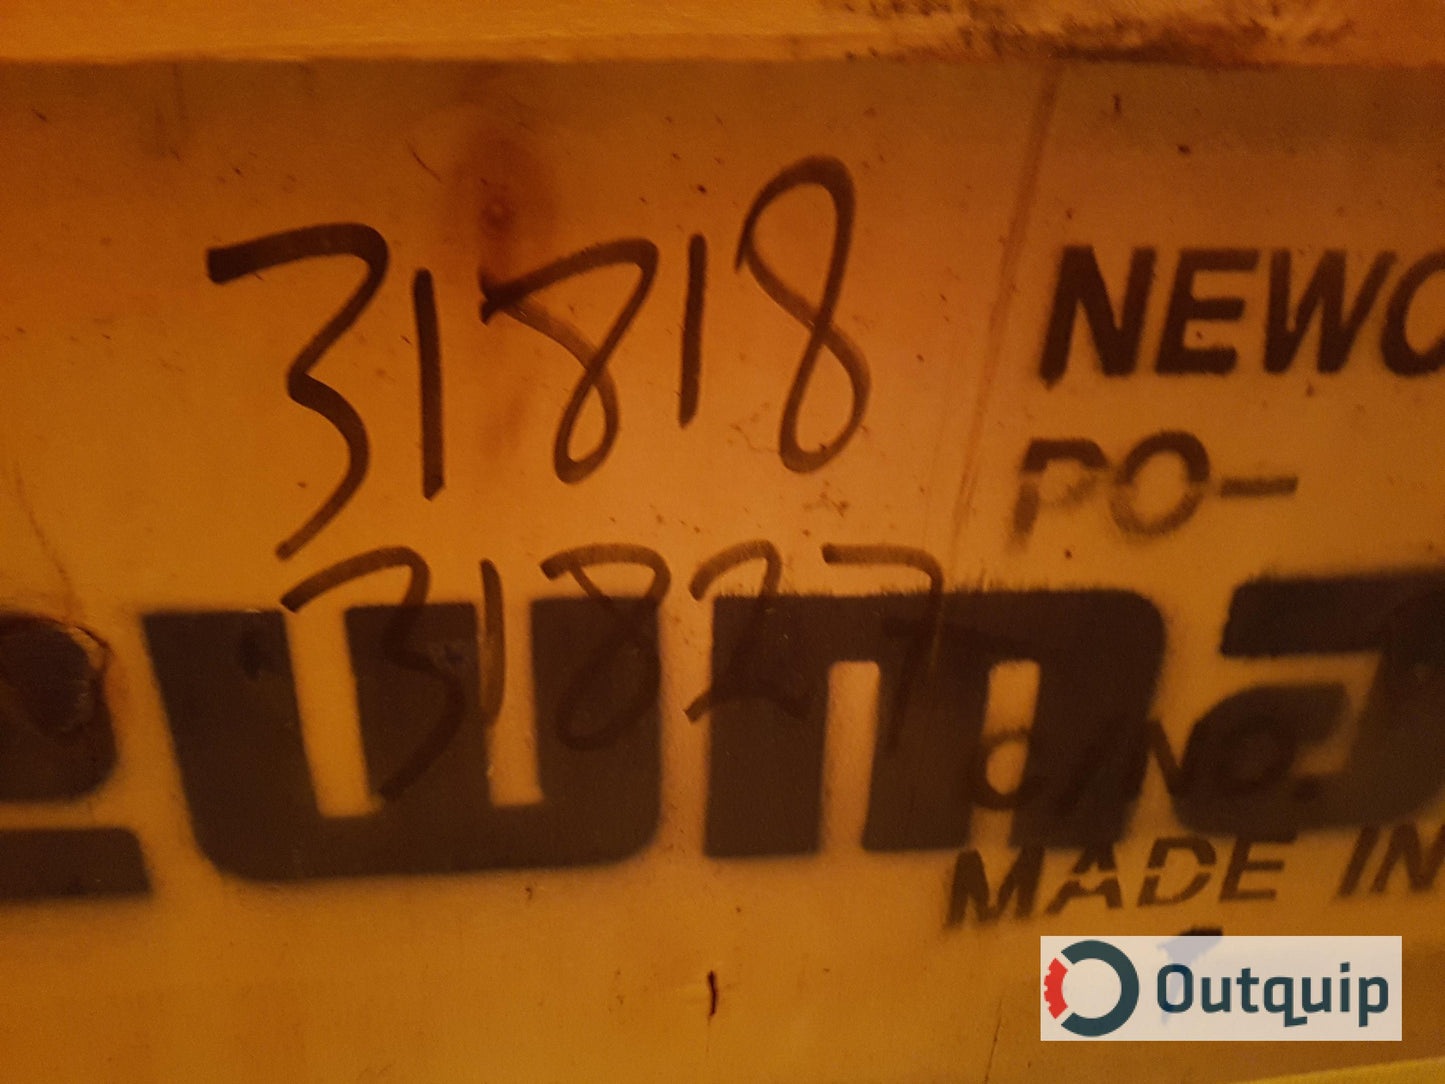 31818
NEWC
PO-
31827
C/NO.
MADE IN
Outquip